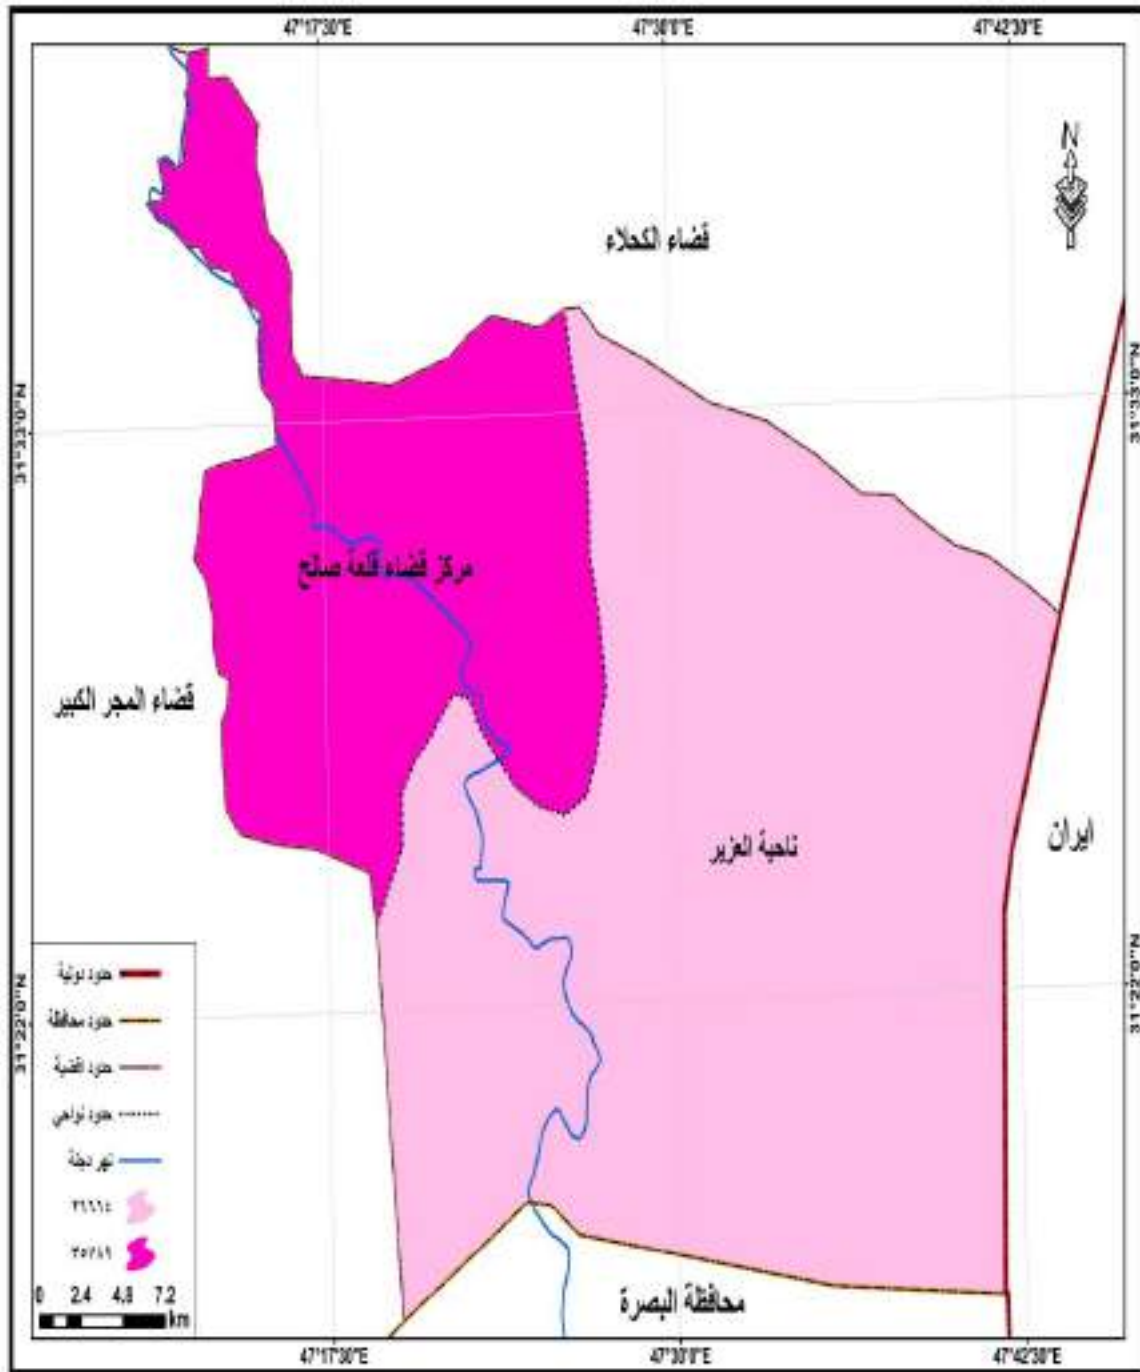 47°17'30"E 47°30'0"E 47°42'30"E
N
قضاء الكحلاء
31°33'0"N 31°33'0"N
مركز قضاء قلعة صالح
قضاء المجر الكبير
ناحية العزير
ايران
31°22'0"N 31°22'0"N
حدود دولية
حدود محافظة
حدود اقضية
حدود نواحي
نهر دجلة
0 2.4 4.8 7.2
km
محافظة البصرة
47°17'30"E 47°30'0"E 47°42'30"E